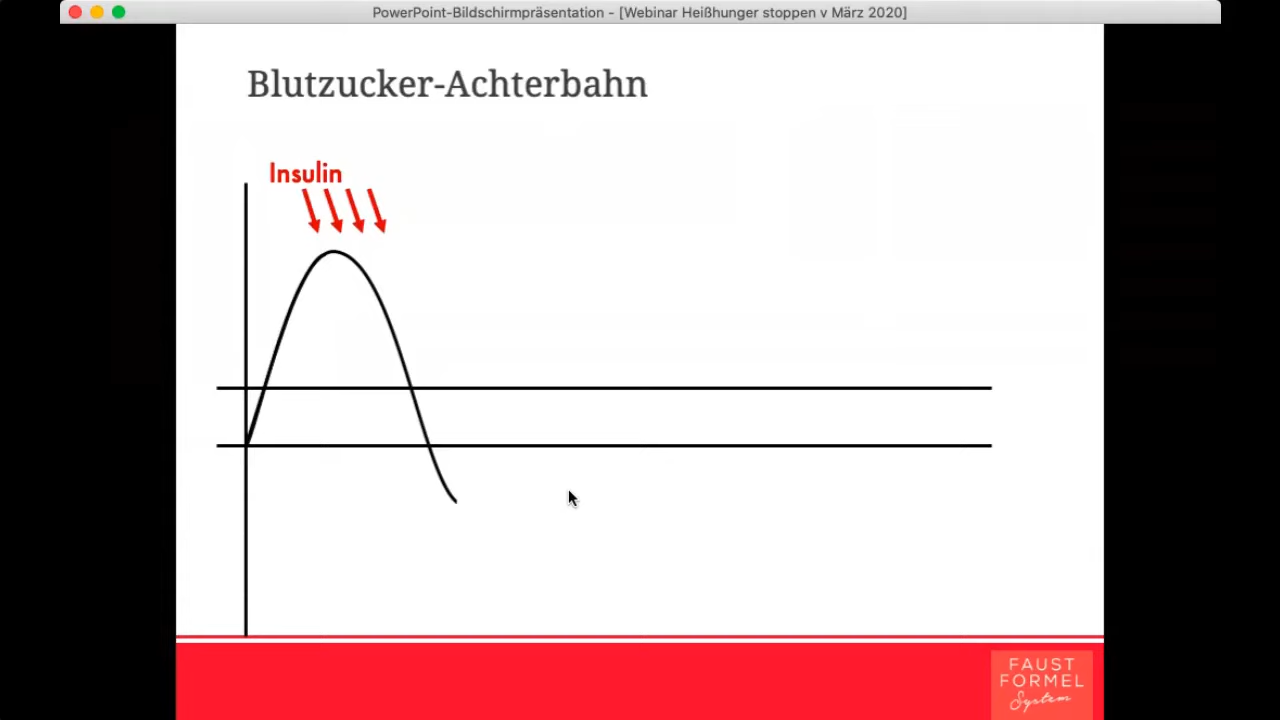 PowerPoint-Bildschirmpräsentation - [Webinar Heißhunger stoppen v März 2020]
Blutzucker-Achterbahn
Insulin
FAUST
FORMEL
System